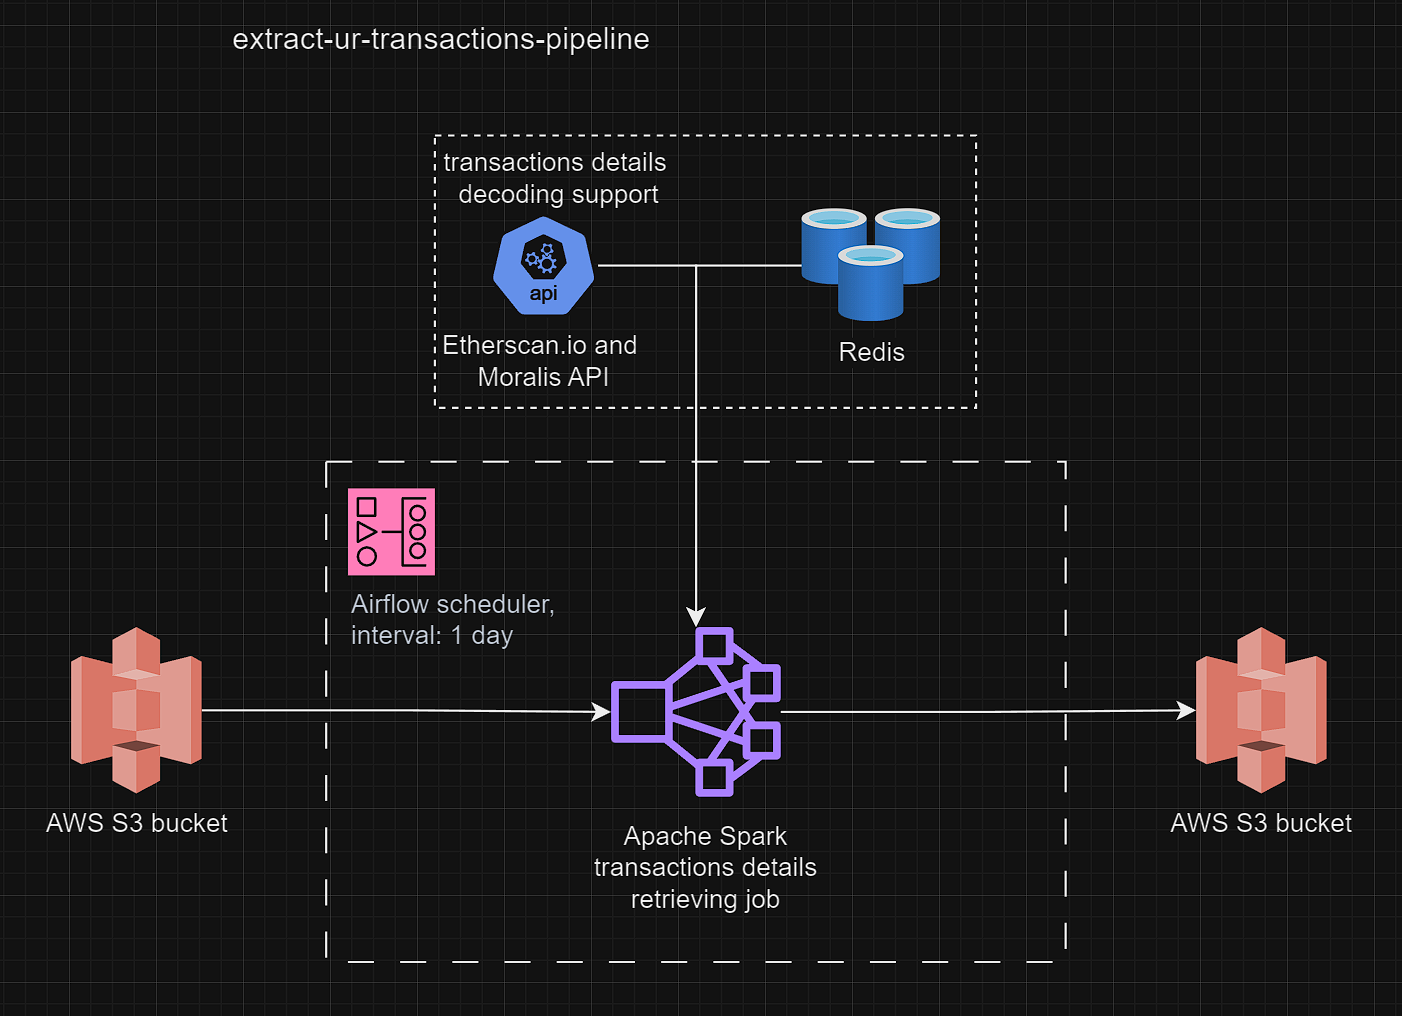 extract-ur-transactions-pipeline
transactions details
decoding support
api
Etherscan.io and
Moralis API
Redis
Airflow scheduler,
interval: 1 day
AWS S3 bucket
Apache Spark
transactions details
retrieving job
AWS S3 bucket